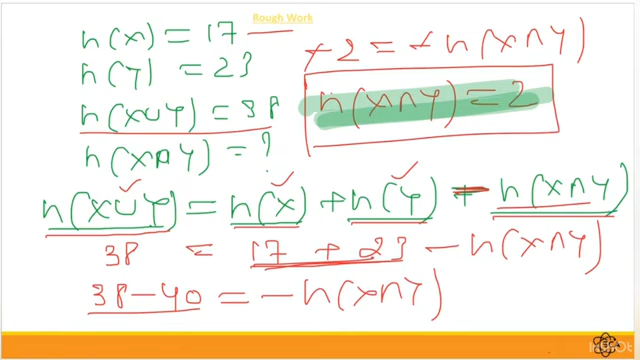 Rough Work
n(X) = 17
n(Y) = 23
n(X∪Y) = 38
n(X∩Y) = ?
n(X∪Y) = n(X) + n(Y) - n(X∩Y)
38 = 17 + 23 - n(X∩Y)
38 - 40 = - n(X∩Y)
+ 2 = + n(X∩Y)
n(X∩Y) = 2